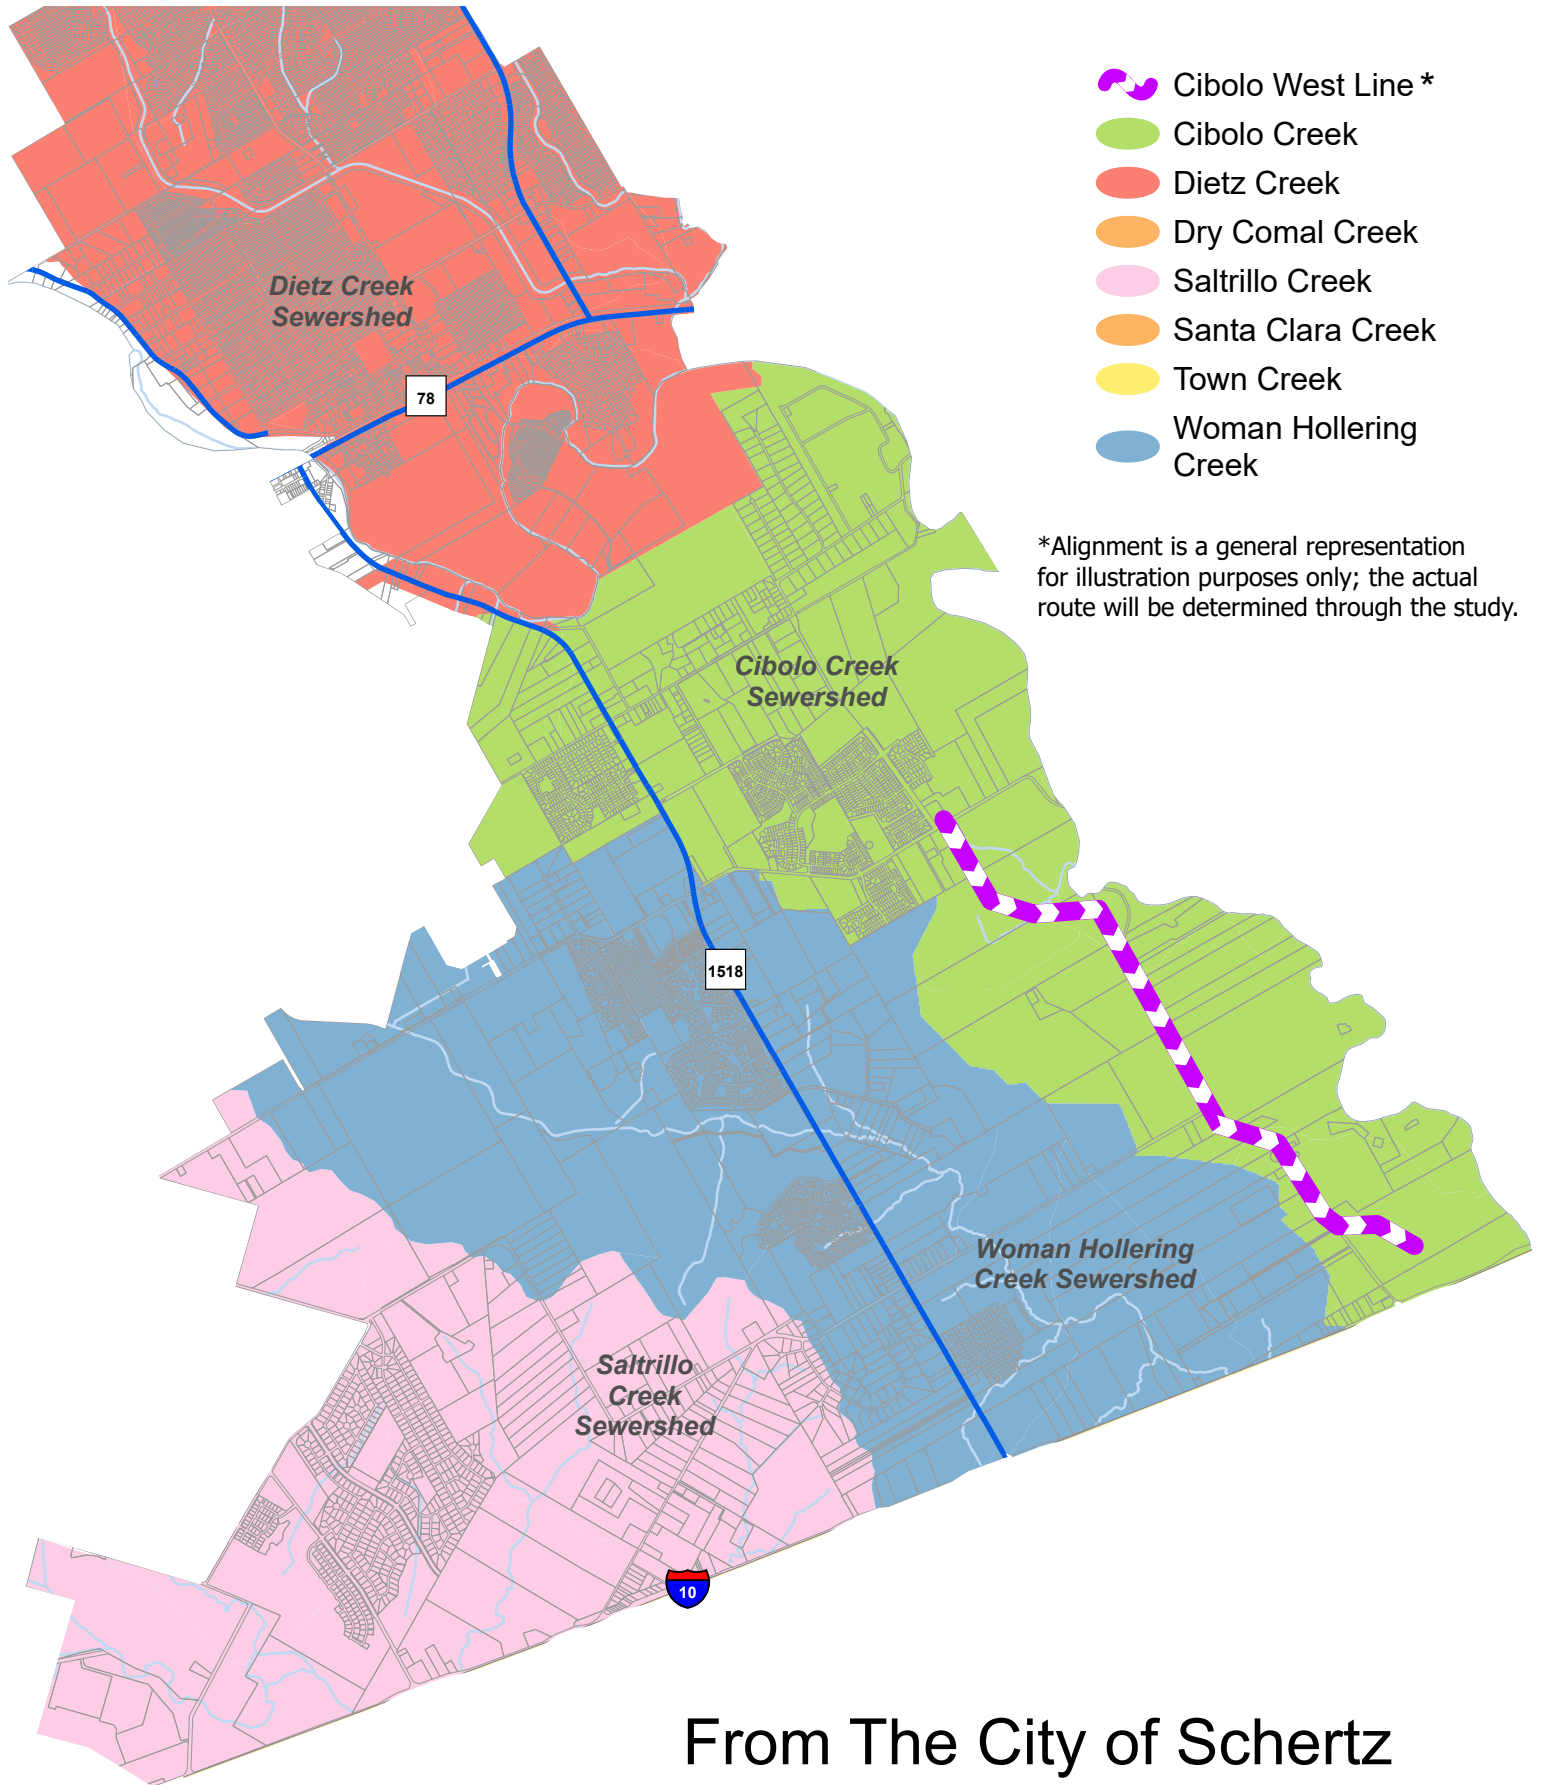 Cibolo West Line *
Cibolo Creek
Dietz Creek
Dry Comal Creek
Saltrillo Creek
Santa Clara Creek
Town Creek
Woman Hollering
Creek
*Alignment is a general representation
for illustration purposes only; the actual
route will be determined through the study.
Dietz Creek
Sewershed
78
Cibolo Creek
Sewershed
1518
Woman Hollering
Creek Sewershed
Saltrillo
Creek
Sewershed
10
From The City of Schertz